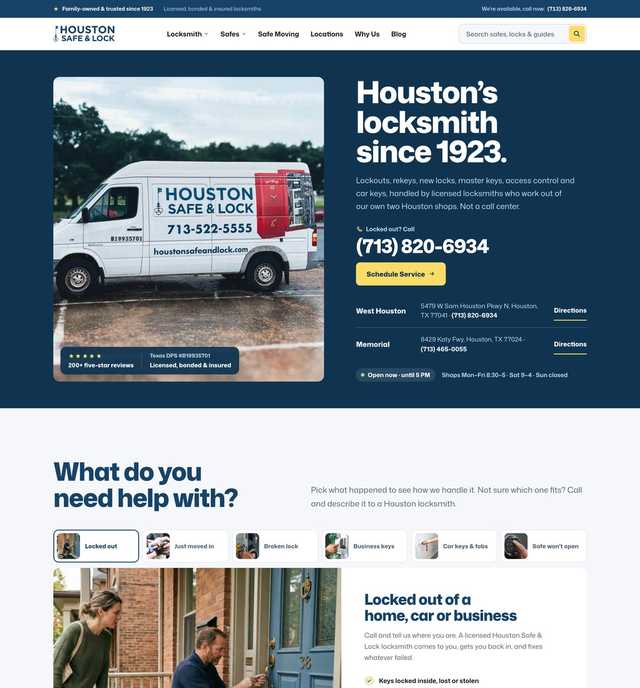 Family-owned & trusted since 1923
Licensed, bonded & insured locksmiths
We're available, call now: (713) 820-6934
HOUSTON
SAFE & LOCK
Locksmith
Safes
Safe Moving
Locations
Why Us
Blog
Search safes, locks & guides
HOUSTON
SAFE & LOCK
713-522-5555
B19935701
houstonsafeandlock.com
★★★★★
200+ five-star reviews
Texas DPS #B19935701
Licensed, bonded & insured
Houston's
locksmith
since 1923.
Lockouts, rekeys, new locks, master keys, access control and
car keys, handled by licensed locksmiths who work out of
our own two Houston shops. Not a call center.
Locked out? Call
(713) 820-6934
Schedule Service →
West Houston
5479 W Sam Houston Pkwy N, Houston,
TX 77041 · (713) 820-6934
Directions
Memorial
8429 Katy Fwy, Houston, TX 77024 ·
(713) 465-0055
Directions
Open now · until 5 PM
Shops Mon–Fri 8:30–5 · Sat 9–4 · Sun closed
What do you
need help with?
Pick what happened to see how we handle it. Not sure which one fits? Call
and describe it to a Houston locksmith.
Locked out
Just moved in
Broken lock
Business keys
Car keys & fobs
Safe won't open
Locked out of a
home, car or business
Call and tell us where you are. A licensed Houston Safe &
Lock locksmith comes to you, gets you back in, and fixes
whatever failed.
Keys locked inside, lost or stolen